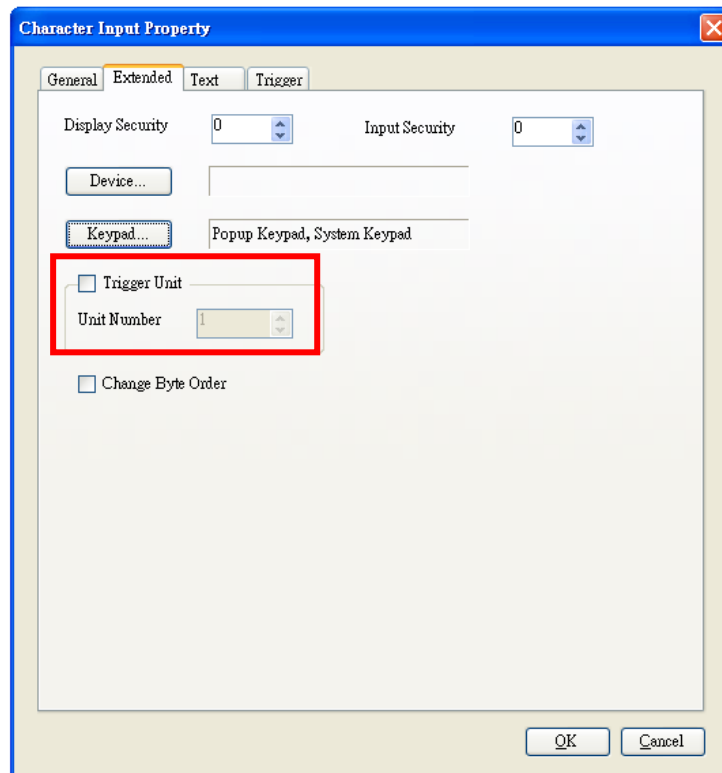 Character Input Property
General Extended Text Trigger
Display Security 0 Input Security 0
Device...
Keypad... Popup Keypad, System Keypad
Trigger Unit
Unit Number 1
Change Byte Order
OK Cancel